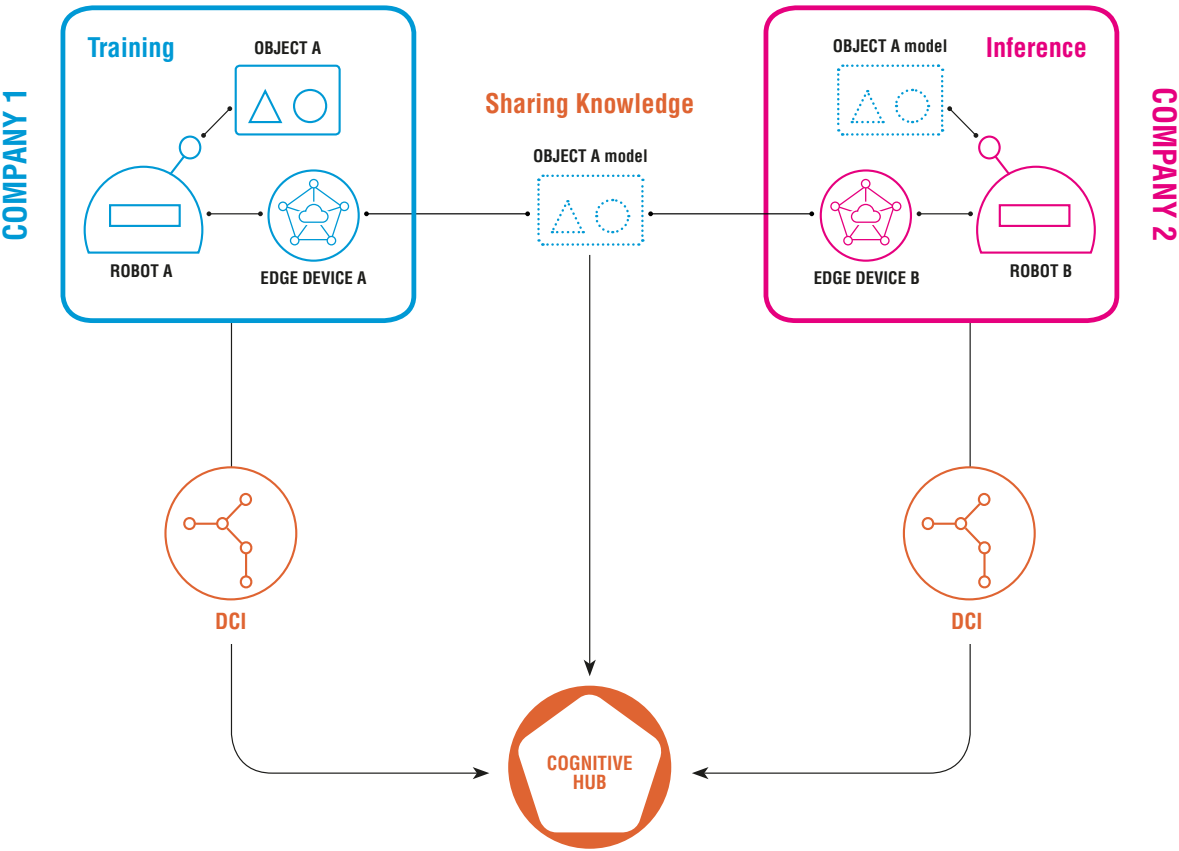 COMPANY 1
Training
OBJECT A
ROBOT A
EDGE DEVICE A
Sharing Knowledge
OBJECT A model
OBJECT A model
Inference
EDGE DEVICE B
ROBOT B
COMPANY 2
DCI
DCI
COGNITIVE
HUB